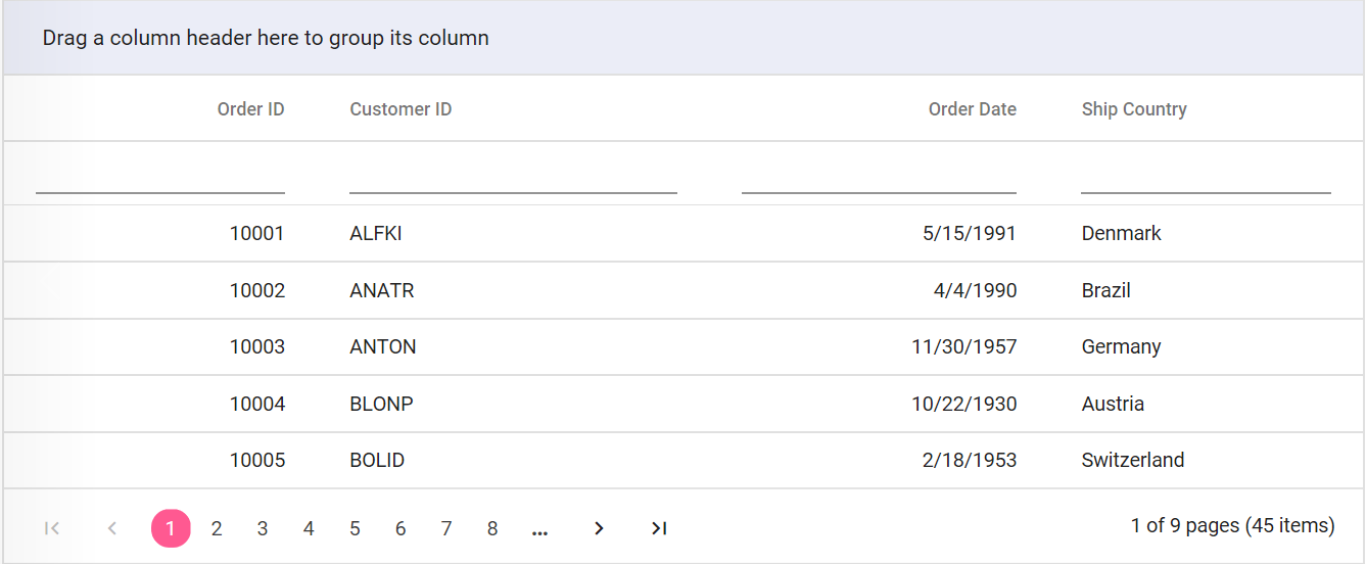 Drag a column header here to group its column
Order ID Customer ID Order Date Ship Country
10001 ALFKI 5/15/1991 Denmark
10002 ANATR 4/4/1990 Brazil
10003 ANTON 11/30/1957 Germany
10004 BLONP 10/22/1930 Austria
10005 BOLID 2/18/1953 Switzerland
1 2 3 4 5 6 7 8 ... 1 of 9 pages (45 items)